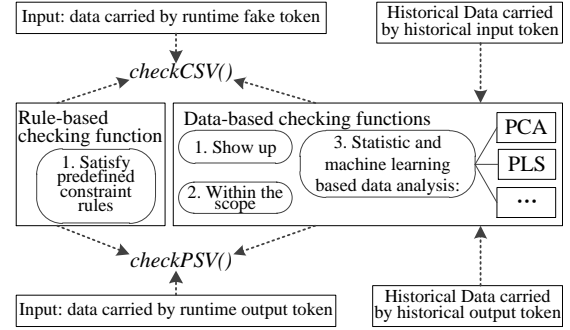 Input: data carried by runtime fake token
Historical Data carried
by historical input token
checkCSV()
Rule-based
checking function
1. Satisfy
predefined
constraint
rules
Data-based checking functions
1. Show up
2. Within the
scope
3. Statistic and
machine learning
based data analysis:
PCA
PLS
...
checkPSV()
Input: data carried by runtime output token
Historical Data carried
by historical output token